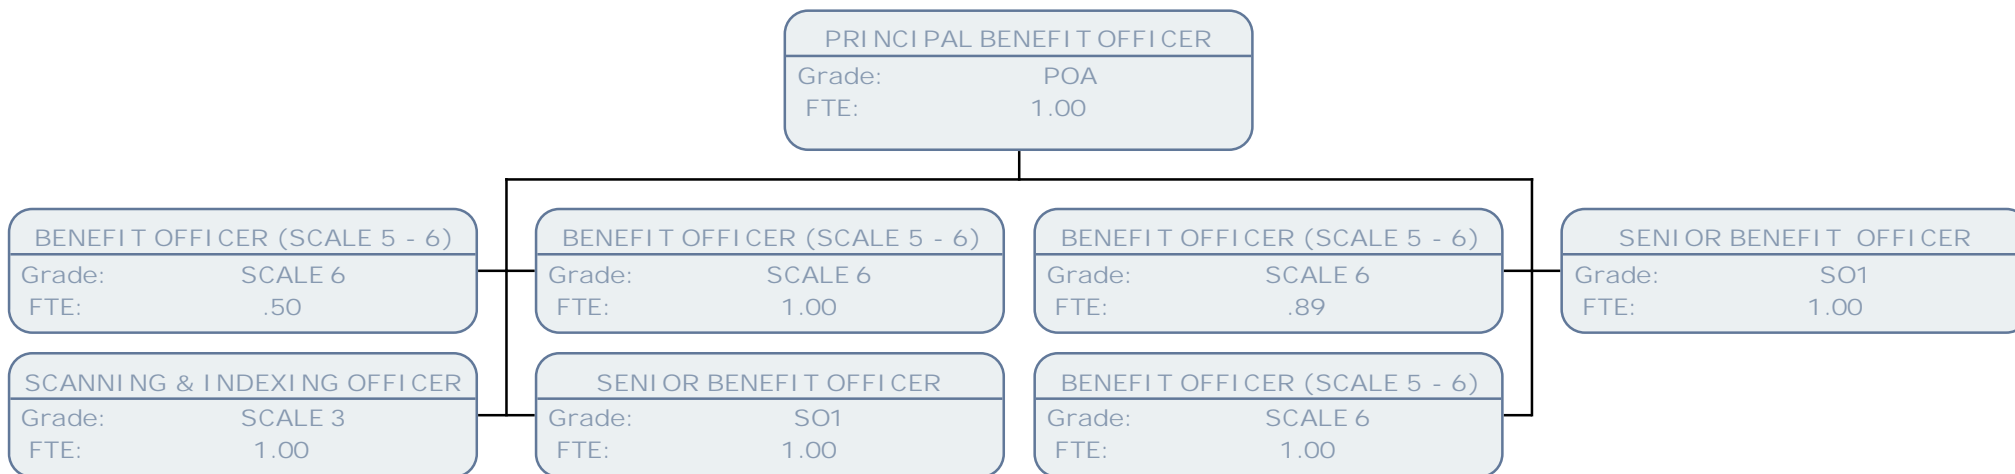 PRINCIPAL BENEFIT OFFICER
Grade: POA
FTE: 1.00
BENEFIT OFFICER (SCALE 5 - 6)
Grade: SCALE 6
FTE: .50
BENEFIT OFFICER (SCALE 5 - 6)
Grade: SCALE 6
FTE: 1.00
BENEFIT OFFICER (SCALE 5 - 6)
Grade: SCALE 6
FTE: .89
SENIOR BENEFIT OFFICER
Grade: SO1
FTE: 1.00
SCANNING & INDEXING OFFICER
Grade: SCALE 3
FTE: 1.00
SENIOR BENEFIT OFFICER
Grade: SO1
FTE: 1.00
BENEFIT OFFICER (SCALE 5 - 6)
Grade: SCALE 6
FTE: 1.00